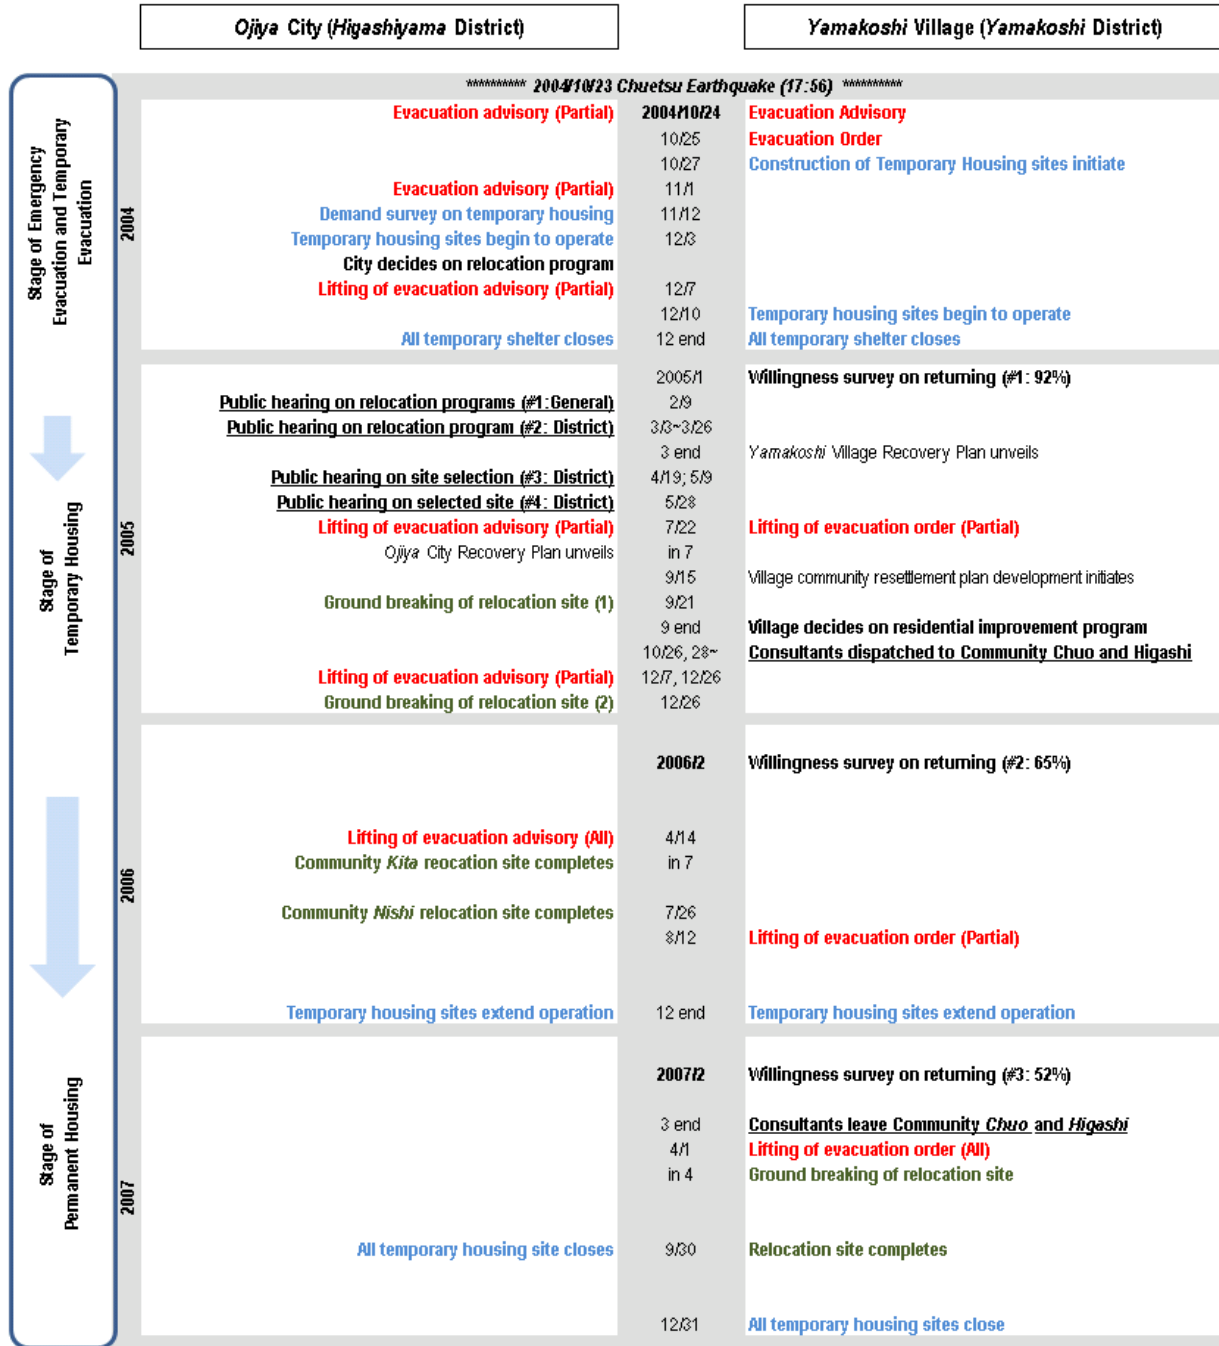 Ojiya City (Higashiyama District) Yamakoshi Village (Yamakoshi District)
********** 2004/10/23 Chuetsu Earthquake (17:56) **********
Evacuation advisory (Partial) 2004/10/24 Evacuation Advisory
10/25 Evacuation Order
10/27 Construction of Temporary Housing sites initiate
Evacuation advisory (Partial) 11/1
Demand survey on temporary housing 11/12
Temporary housing sites begin to operate 12/3
City decides on relocation program
Lifting of evacuation advisory (Partial) 12/7
12/10 Temporary housing sites begin to operate
All temporary shelter closes 12 end All temporary shelter closes
Stage of Emergency
Evacuation and Temporary
Evacuation
2004
2005/1 Willingness survey on returning (#1: 92%)
Public hearing on relocation programs (#1:General) 2/9
Public hearing on relocation program (#2: District) 3/3~3/26
3 end Yamakoshi Village Recovery Plan unveils
Public hearing on site selection (#3: District) 4/19; 5/9
Public hearing on selected site (#4: District) 5/28
Lifting of evacuation advisory (Partial) 7/22 Lifting of evacuation order (Partial)
Ojiya City Recovery Plan unveils in 7
9/15 Village community resettlement plan development initiates
Ground breaking of relocation site (1) 9/21
9 end Village decides on residential improvement program
10/26, 28~ Consultants dispatched to Community Chuo and Higashi
Lifting of evacuation advisory (Partial) 12/7, 12/26
Ground breaking of relocation site (2) 12/26
Stage of
Temporary Housing
2005
2006/2 Willingness survey on returning (#2: 65%)
Lifting of evacuation advisory (All) 4/14
Community Kita reocation site completes in 7
Community Nishi relocation site completes 7/26
8/12 Lifting of evacuation order (Partial)
Temporary housing sites extend operation 12 end Temporary housing sites extend operation
2006
2007/2 Willingness survey on returning (#3: 52%)
3 end Consultants leave Community Chuo and Higashi
4/1 Lifting of evacuation order (All)
in 4 Ground breaking of relocation site
All temporary housing site closes 9/30 Relocation site completes
12/31 All temporary housing sites close
Stage of
Permanent Housing
2007